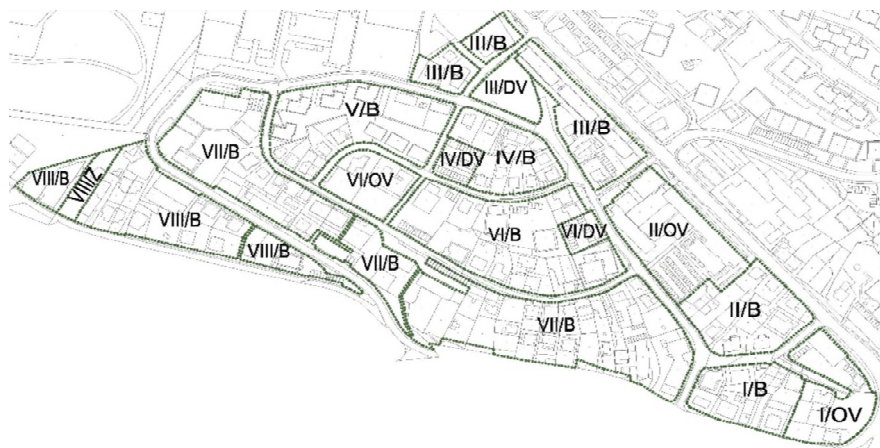 III/B
III/B
III/DV
V/B
III/B
VII/B
IV/DV
IV/B
VIII/B
VIII/Z
VI/OV
VIII/B
VI/B
VI/DV
II/OV
VIII/B
VII/B
II/B
VII/B
I/B
I/OV